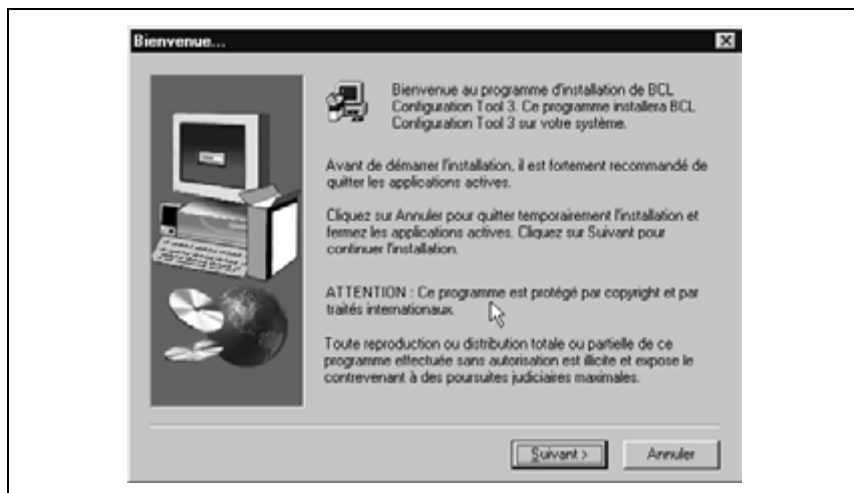 Bienvenue...
Bienvenue au programme d'installation de BCL
Configuration Tool 3. Ce programme installera BCL
Configuration Tool 3 sur votre système.
Avant de démarrer l'installation, il est fortement recommandé de
quitter les applications actives.
Cliquez sur Annuler pour quitter temporairement l'installation et
fermez les applications actives. Cliquez sur Suivant pour
continuer l'installation.
ATTENTION : Ce programme est protégé par copyright et par
traités internationaux.
Toute reproduction ou distribution totale ou partielle de ce
programme effectuée sans autorisation est illicite et expose le
contrevenant à des poursuites judiciaires maximales.
Suivant >
Annuler